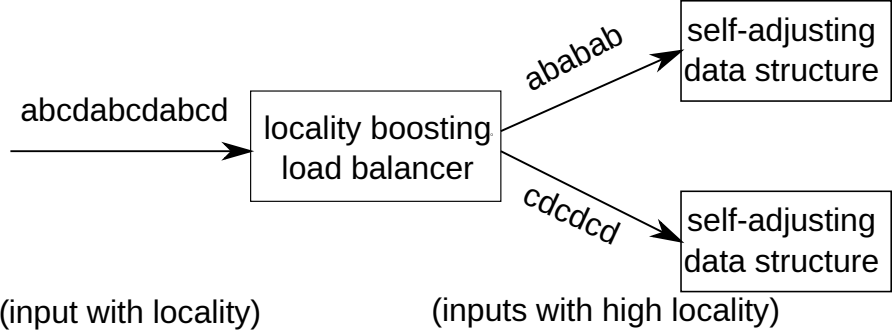 abcdabcdabcd
locality boosting
load balancer
ababab
cdcdcd
self-adjusting
data structure
self-adjusting
data structure
(input with locality)
(inputs with high locality)